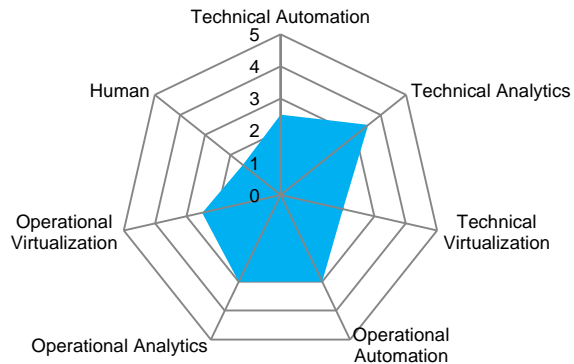 Technical Automation
5
4
3
2
1
0
Human
Technical Analytics
Operational
Virtualization
Technical
Virtualization
Operational Analytics
Operational
Automation